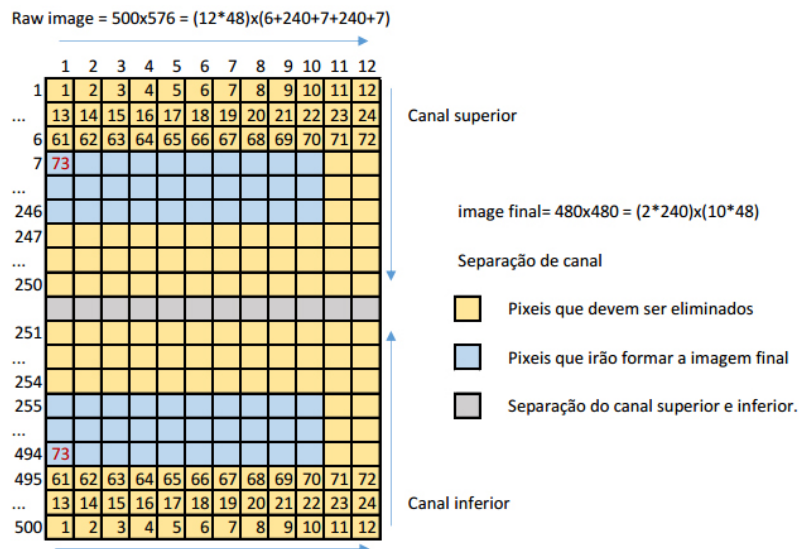 Raw image = 500x576 = (12*48)x(6+240+7+240+7)
1 2 3 4 5 6 7 8 9 10 11 12
1 1 2 3 4 5 6 7 8 9 10 11 12
... 13 14 15 16 17 18 19 20 21 22 23 24
Canal superior
6 61 62 63 64 65 66 67 68 69 70 71 72
7 73
...
246
image final= 480x480 = (2*240)x(10*48)
247
...
Separação de canal
250
Pixeis que devem ser eliminados
251
...
Pixeis que irão formar a imagem final
254
255
Separação do canal superior e inferior.
...
494 73
495 61 62 63 64 65 66 67 68 69 70 71 72
... 13 14 15 16 17 18 19 20 21 22 23 24
Canal inferior
500 1 2 3 4 5 6 7 8 9 10 11 12